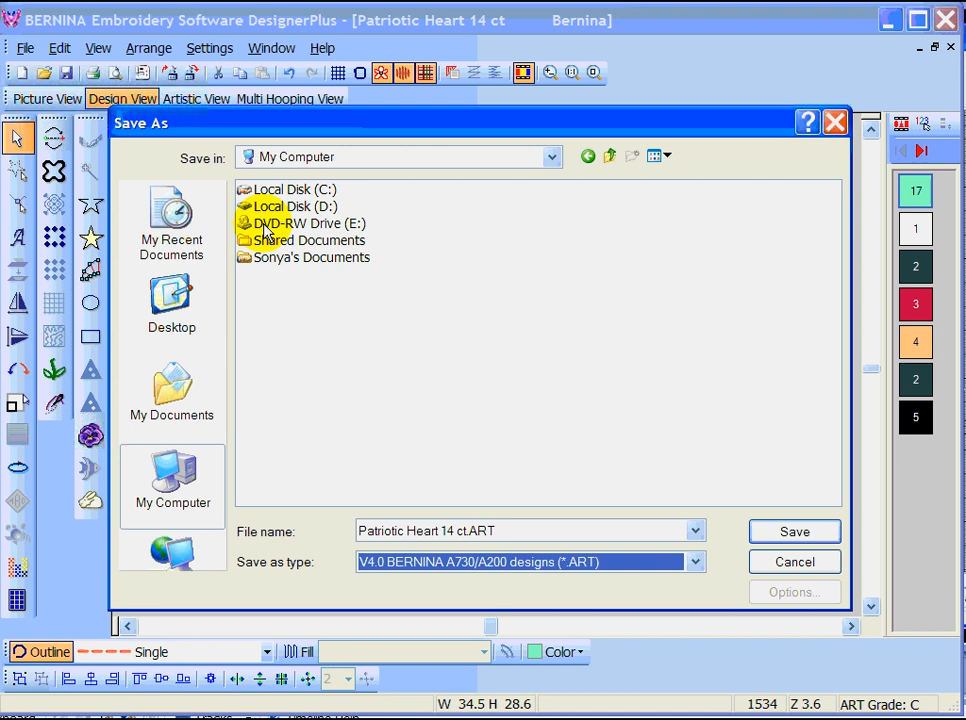 BERNINA Embroidery Software DesignerPlus - [Patriotic Heart 14 ct Bernina]
File Edit View Arrange Settings Window Help
Picture View Design View Artistic View Multi Hooping View
Save As
Save in: My Computer
123
Local Disk (C:)
Local Disk (D:)
DVD-RW Drive (E:)
Shared Documents
Sonya's Documents
My Recent
Documents
Desktop
My Documents
My Computer
17
1
2
3
4
2
5
File name: Patriotic Heart 14 ct.ART Save
Save as type: V4.0 BERNINA A730/A200 designs (*.ART) Cancel
Options...
Outline Single Fill Color
2
W 34.5 H 28.6 1534 Z 3.6 ART Grade: C